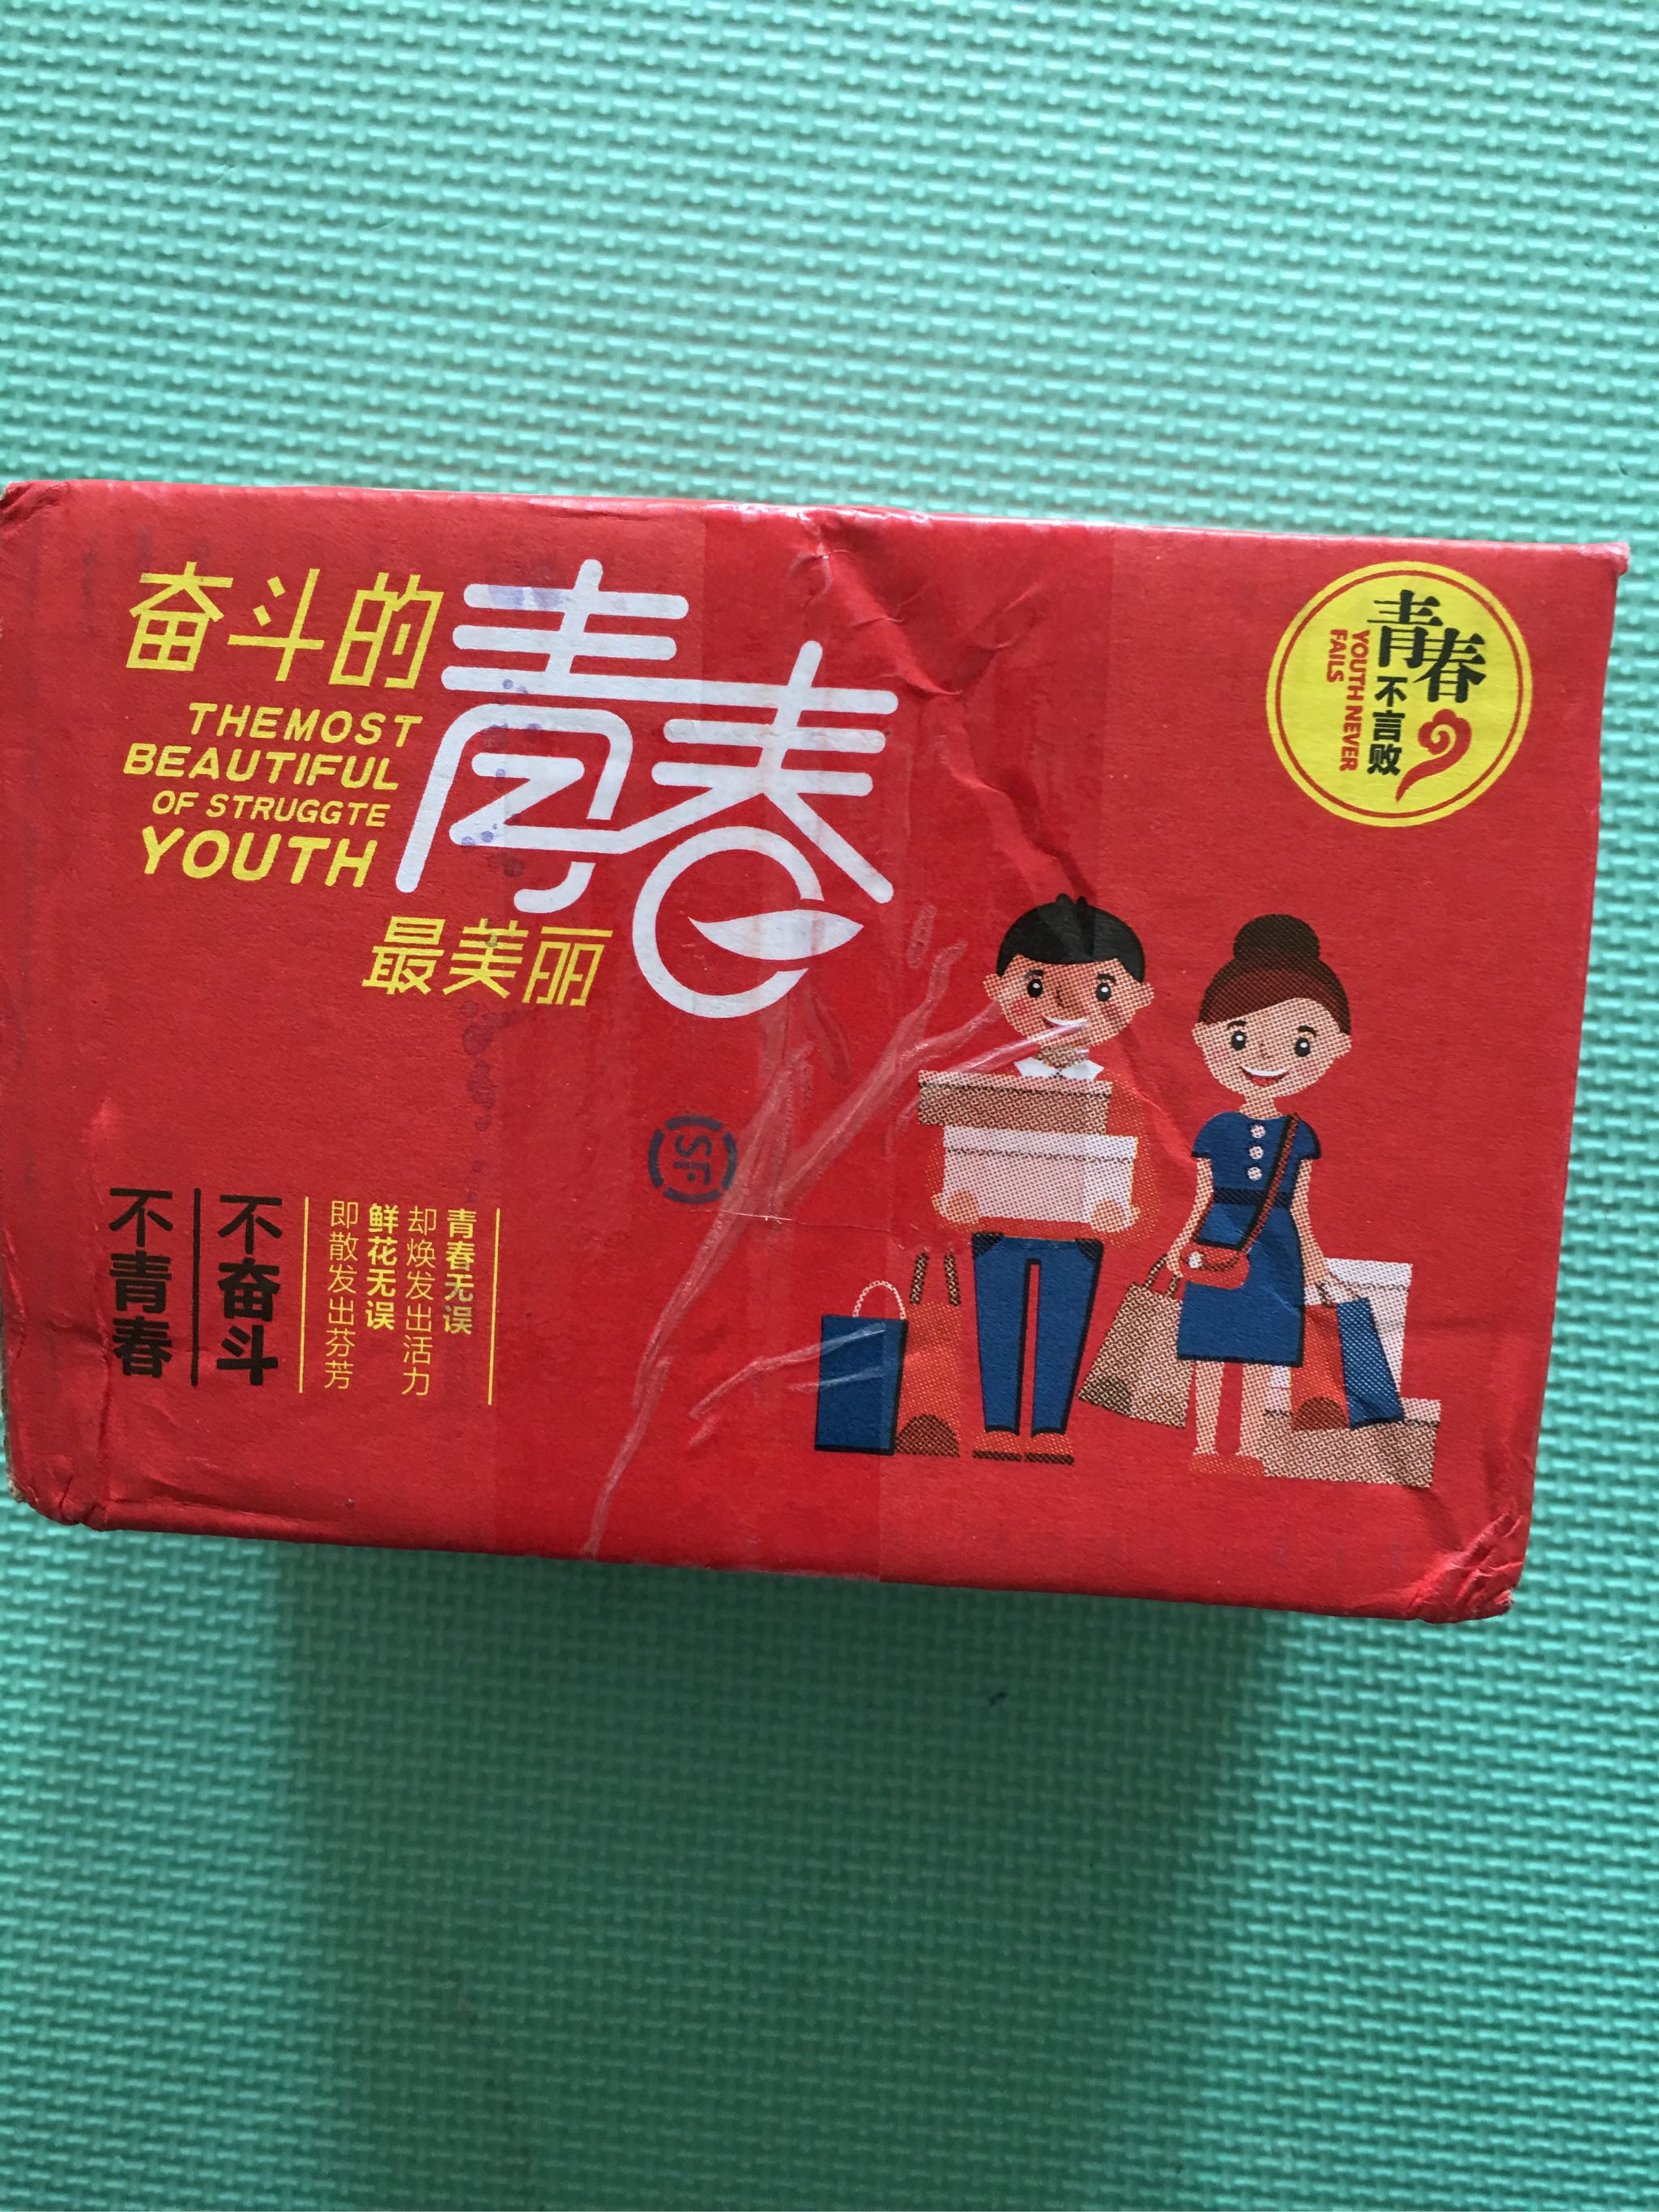 奋斗的
青春
THEMOST
BEAUTIFUL
OF STRUGGTE
YOUTH
最美丽
青春
不言败
YOUTH NEVER
FAILS
SF
青春无误
却焕发出活力
鲜花无误
即散发出芬芳
不奋斗
不青春